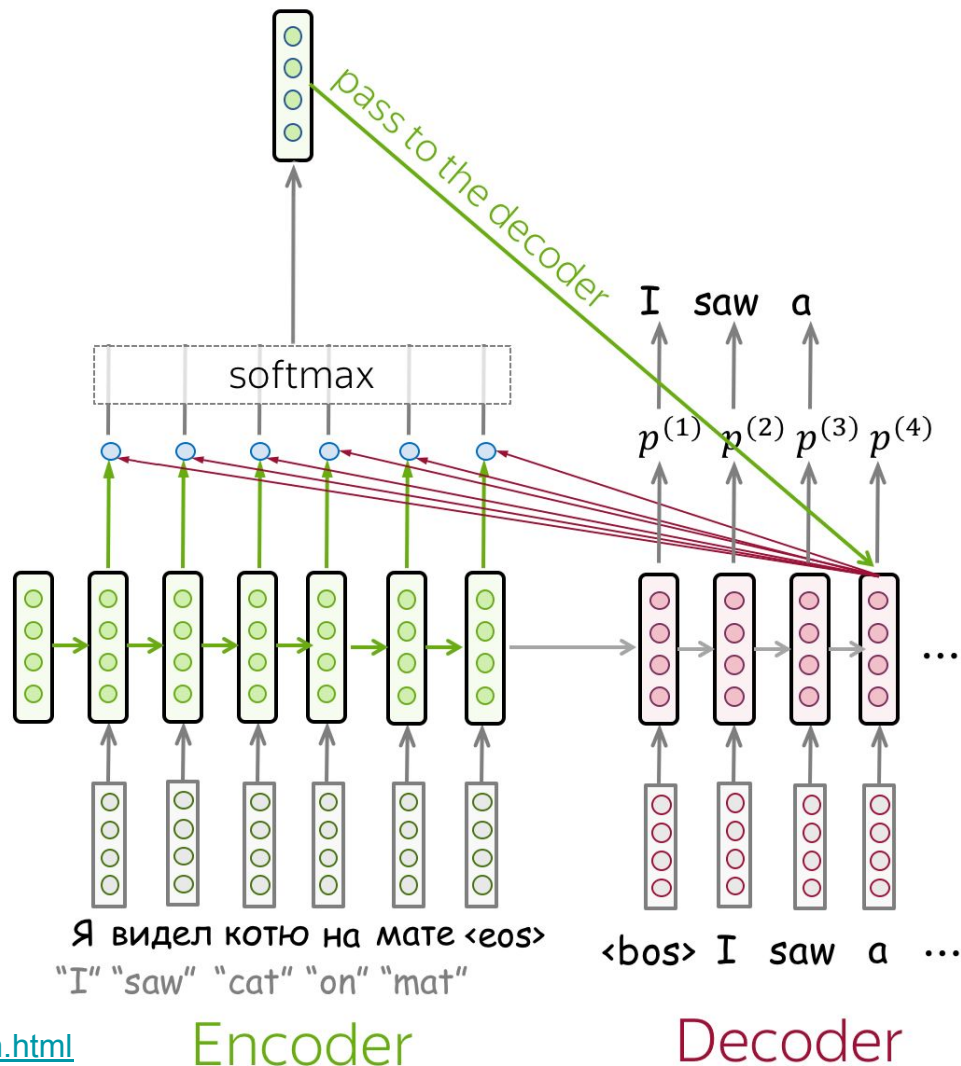 pass to the decoder
I saw a
softmax
p^(1) p^(2) p^(3) p^(4)
...
Я видел котю на мате <eos>
"I" "saw" "cat" "on" "mat"
<bos> I saw a ...
n.html
Encoder
Decoder